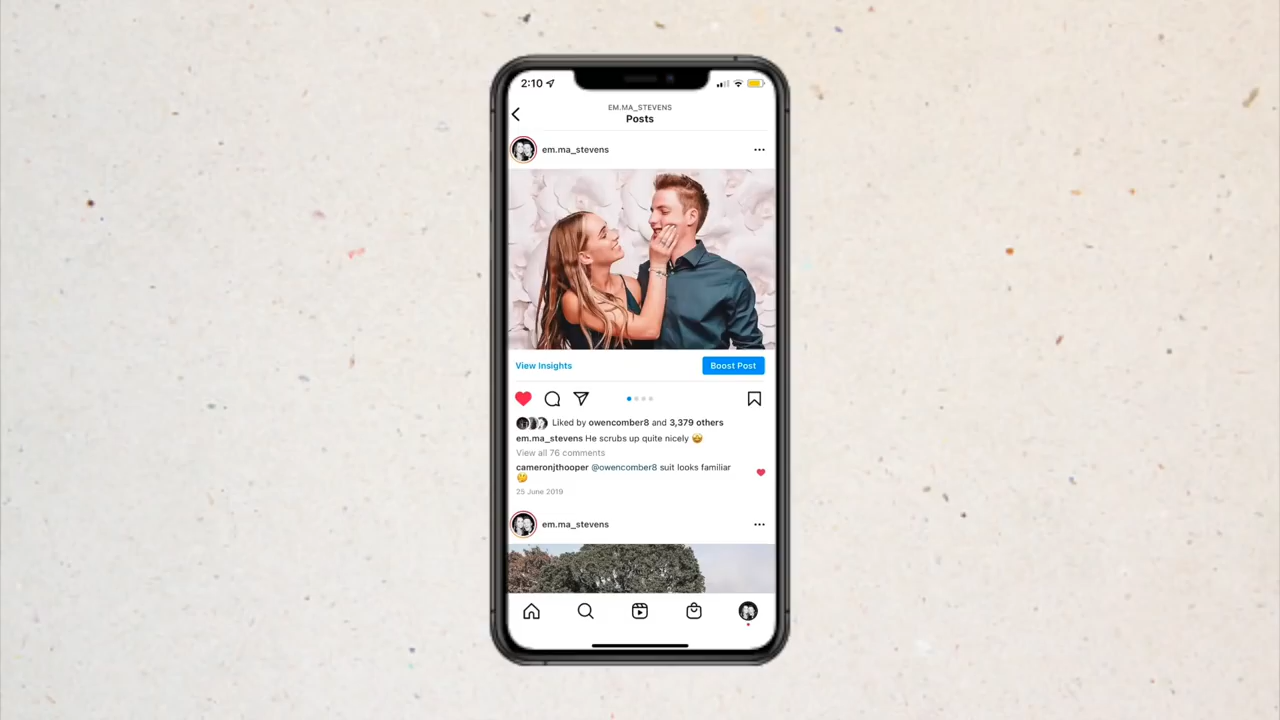 2:10
EM.MA_STEVENS
Posts
em.ma_stevens
View Insights
Boost Post
Liked by owencomber8 and 3,379 others
em.ma_stevens He scrubs up quite nicely 🤩
View all 76 comments
cameronjthooper @owencomber8 suit looks familiar
🤔
25 June 2019
em.ma_stevens